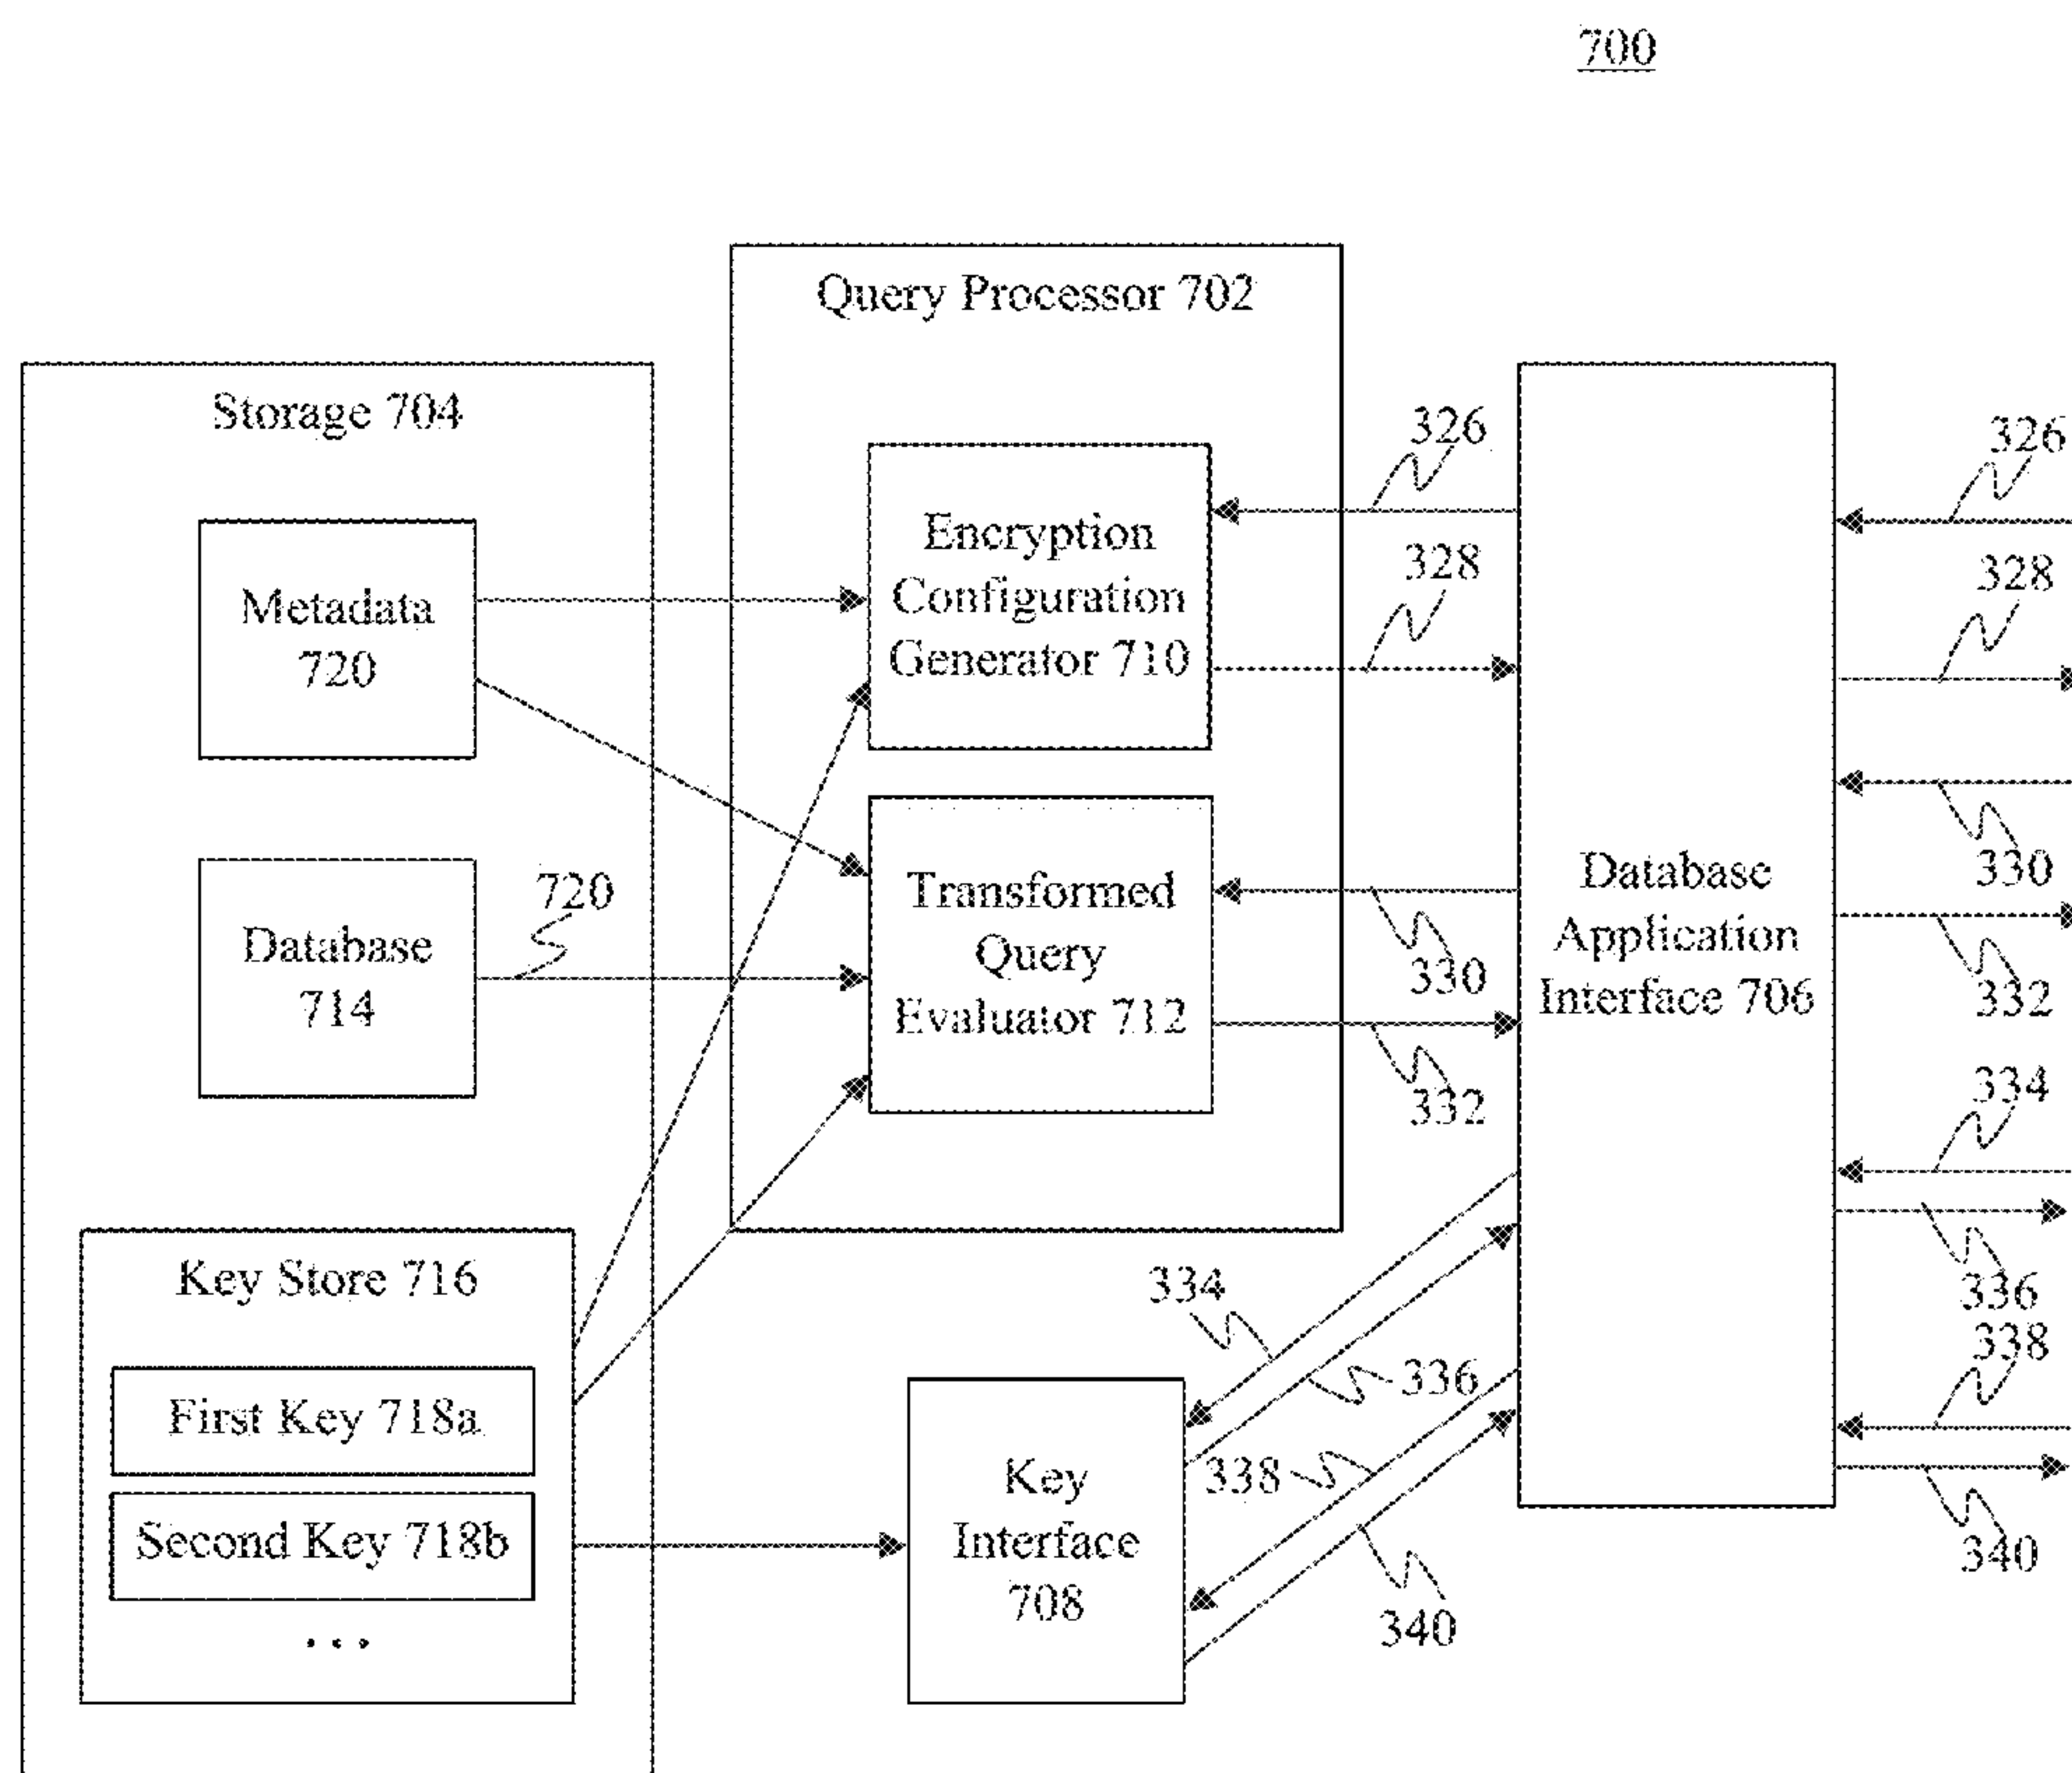 700
Query Processor 702
Storage 704
Encryption
Configuration
Generator 710
Metadata
720
Transformed
Query
Evaluator 712
Database
714
720
Key Store 716
First Key 718a
Second Key 718b
...
Key
Interface
708
Database
Application
Interface 706
326
328
330
332
334
336
338
340
326
328
330
332
334
336
338
340